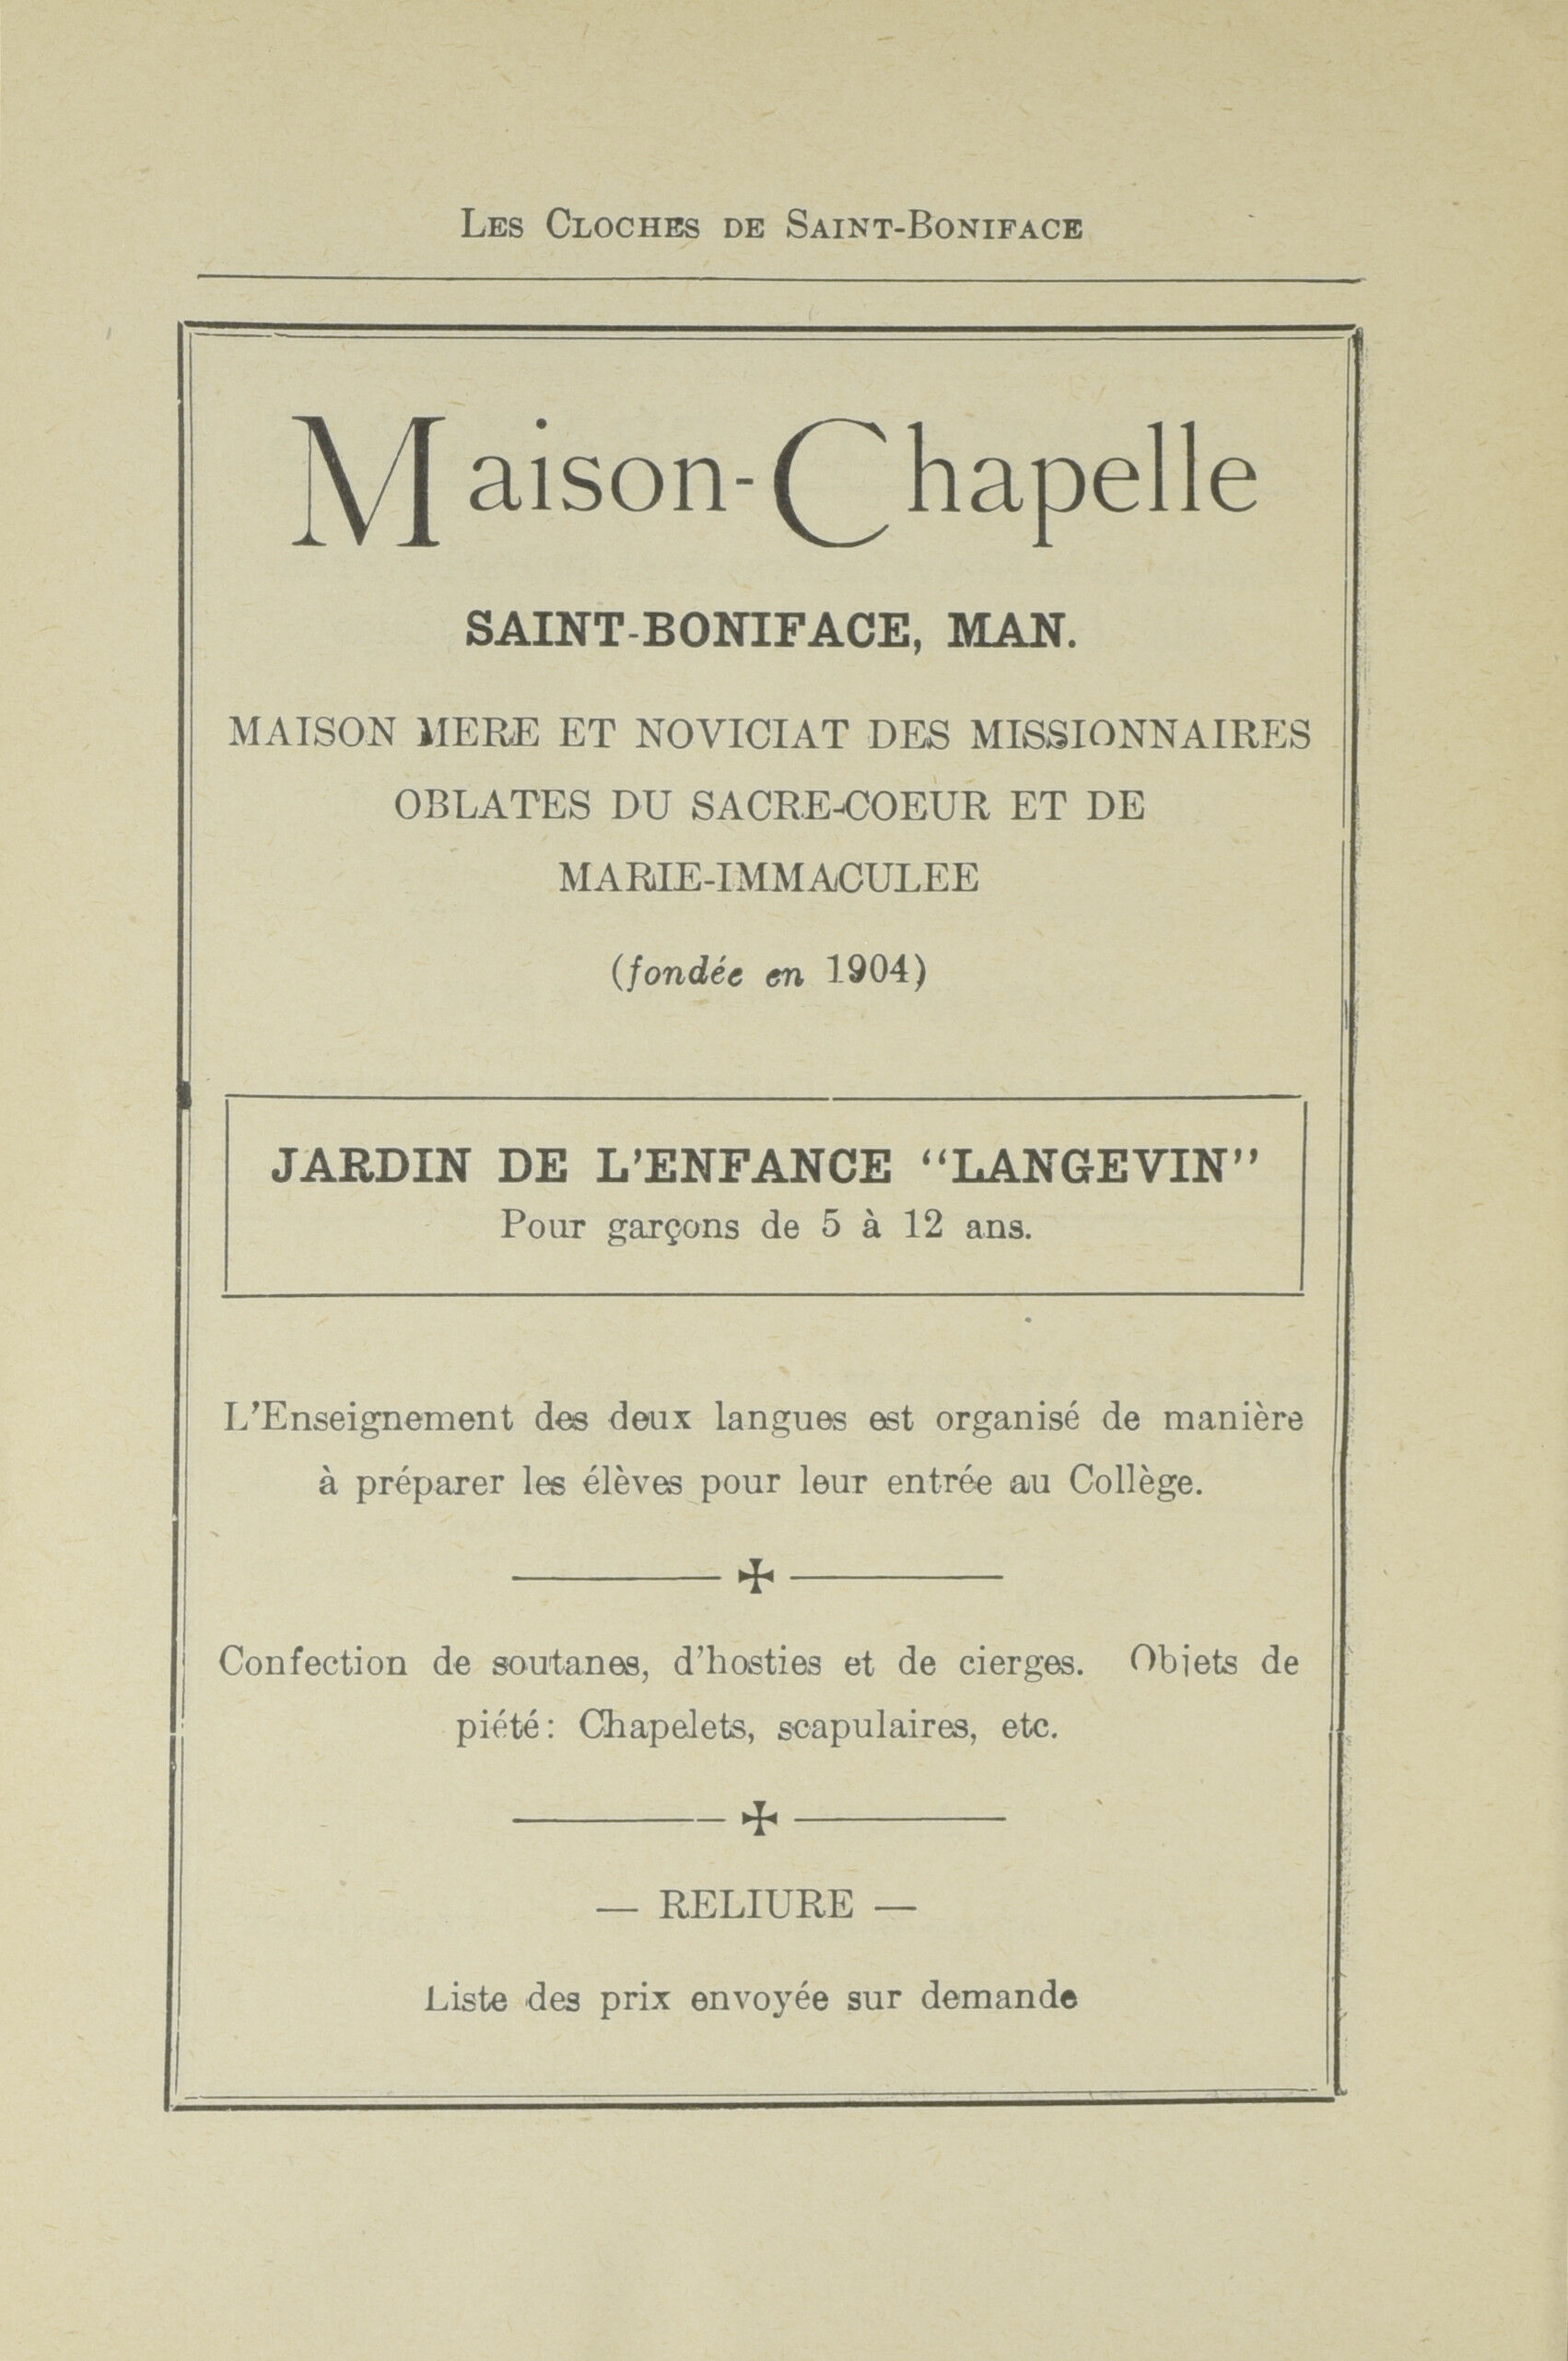 LES CLOCHES DE SAINT-BONIFACE
Maison-Chapelle
SAINT-BONIFACE, MAN.
MAISON MERE ET NOVICIAT DES MISSIONNAIRES
OBLATES DU SACRE-COEUR ET DE
MARIE-IMMACULEE
(fondée en 1904)
JARDIN DE L'ENFANCE “LANGEVIN”
Pour garçons de 5 à 12 ans.
L'Enseignement des deux langues est organisé de manière
à préparer les élèves pour leur entrée au Collège.
Confection de soutanes, d'hosties et de cierges. Objets de
piété: Chapelets, scapulaires, etc.
— RELIURE —
Liste des prix envoyée sur demande